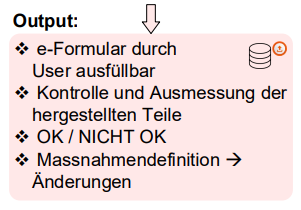 Output:
❖ e-Formular durch
User ausfüllbar
❖ Kontrolle und Ausmessung der
hergestellten Teile
❖ OK / NICHT OK
❖ Massnahmendefinition →
Änderungen